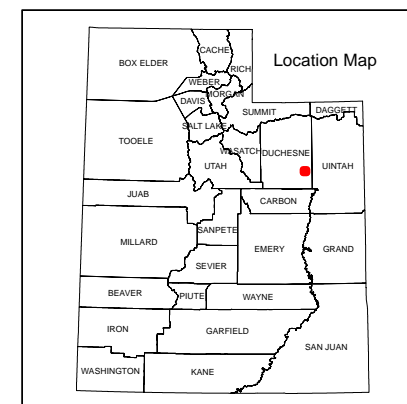 Location Map
BOX ELDER
CACHE
RICH
WEBER
MORGAN
DAVIS
SUMMIT
DAGGETT
SALT LAKE
TOOELE
WASATCH
DUCHESNE
UTAH
UINTAH
JUAB
CARBON
SANPETE
MILLARD
EMERY
GRAND
SEVIER
BEAVER
PIUTE
WAYNE
IRON
GARFIELD
SAN JUAN
WASHINGTON
KANE